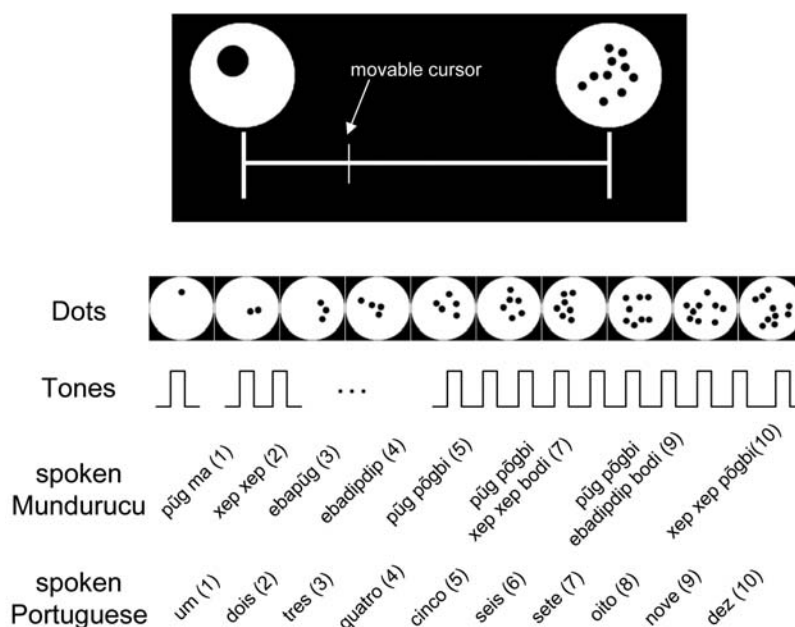 movable cursor
Dots
Tones
...
spoken
Mundurucu
pũg ma (1)
xep xep (2)
ebapũg (3)
ebadipdip (4)
pũg põgbi (5)
pũg põgbi
xep xep bodi (7)
pũg põgbi
ebadipdip bodi (9)
xep xep põgbi(10)
spoken
Portuguese
um (1)
dois (2)
tres (3)
quatro (4)
cinco (5)
seis (6)
sete (7)
oito (8)
nove (9)
dez (10)